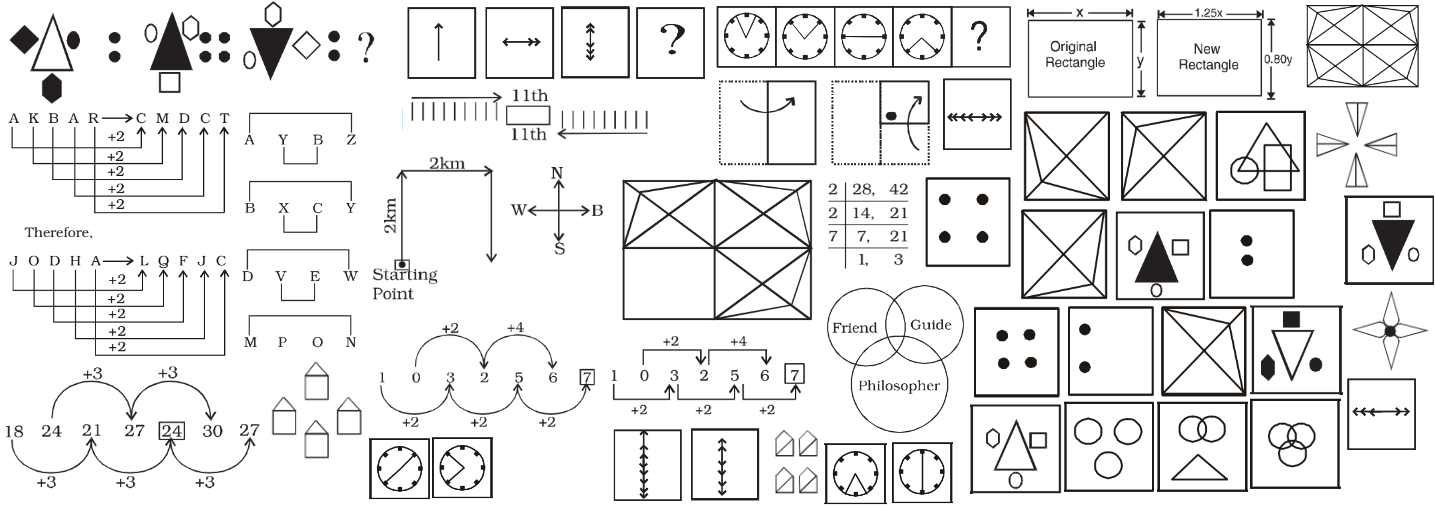 ?
A K B A R C M D C T
+2
+2
+2
+2
+2
Therefore,
J O D H A L Q F J C
+2
+2
+2
+2
+2
A Y B Z
B X C Y
D V E W
M P O N
+3 +3
18 24 21 27 24 30 27
+3 +3 +3
?
11th
11th
2km
2km
Starting
Point
N
W B
S
+2 +4
1 0 3 2 5 6 7
+2 +2 +2
+2 +4
1 0 3 2 5 6 7
+2 +2 +2
?
2 28, 42
2 14, 21
7 7, 21
1, 3
Friend
Guide
Philosopher
x
Original
Rectangle
y
1.25x
New
Rectangle
0.80y